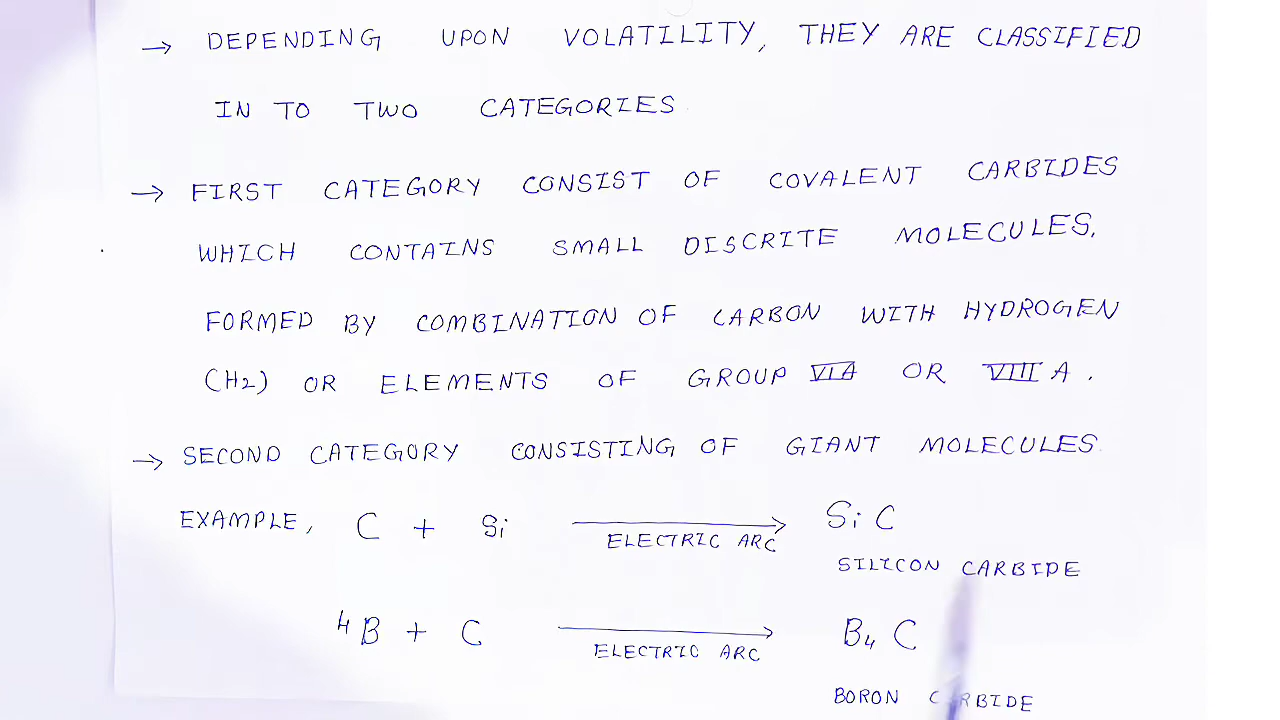 → DEPENDING UPON VOLATILITY, THEY ARE CLASSIFIED
IN TO TWO CATEGORIES
→ FIRST CATEGORY CONSIST OF COVALENT CARBIDES
WHICH CONTAINS SMALL DISCRITE MOLECULES,
FORMED BY COMBINATION OF CARBON WITH HYDROGEN
(H2) OR ELEMENTS OF GROUP VIA OR VIII A.
→ SECOND CATEGORY CONSISTING OF GIANT MOLECULES
EXAMPLE, C + Si → SiC
ELECTRIC ARC
SILICON CARBIDE
4B + C → B4 C
ELECTRIC ARC
BORON CARBIDE